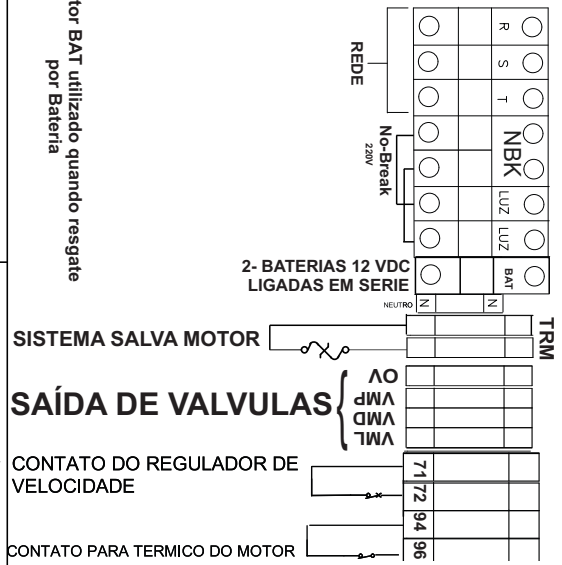 tor BAT utilizado quando resgate
por Bateria
REDE
R
S
T
No-Break
220V
NBK
LUZ
LUZ
2- BATERIAS 12 VDC
LIGADAS EM SERIE
BAT
NEUTRO
N
N
SISTEMA SALVA MOTOR
TRM
SAÍDA DE VALVULAS
OV
VMP
VMD
VML
CONTATO DO REGULADOR DE
VELOCIDADE
71
72
94
96
CONTATO PARA TERMICO DO MOTOR